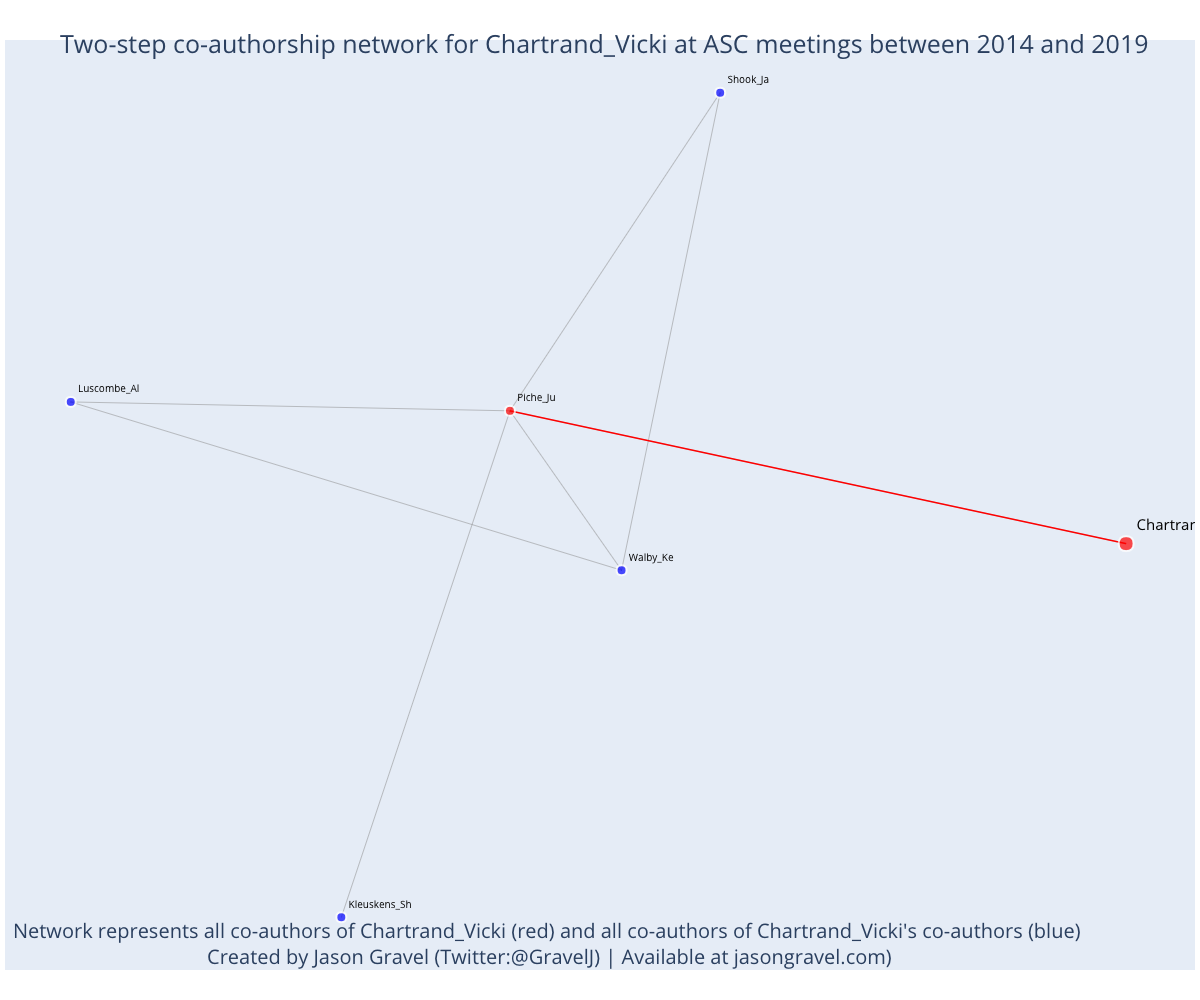 Two-step co-authorship network for Chartrand_Vicki at ASC meetings between 2014 and 2019
Shook_Ja
Luscombe_Al
Piche_Ju
Chartrar
Walby_Ke
Kleuskens_Sh
Network represents all co-authors of Chartrand_Vicki (red) and all co-authors of Chartrand_Vicki's co-authors (blue)
Created by Jason Gravel (Twitter:@GravelJ) | Available at jasongravel.com)